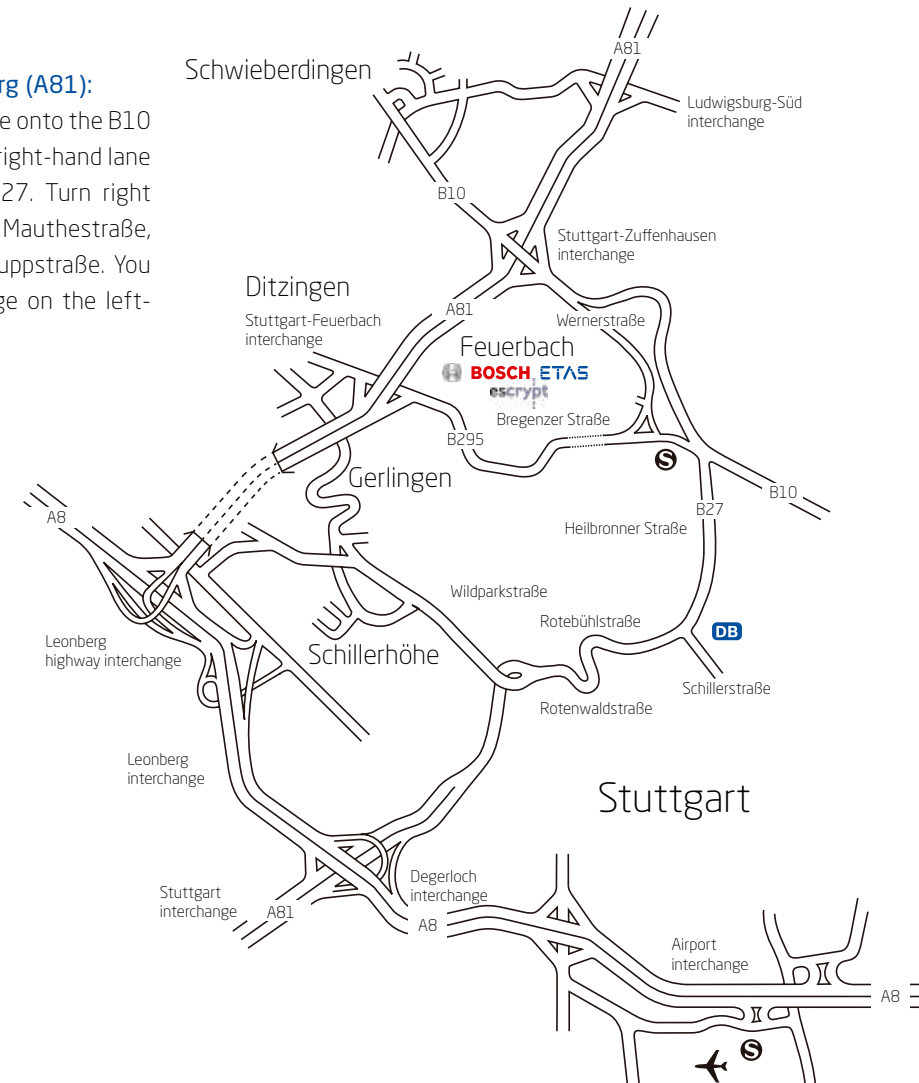 rg (A81):
e onto the B10
right-hand lane
27. Turn right
Mauthestraße,
uppstraße. You
ge on the left-
A81
Schwieberdingen
Ludwigsburg-Süd
interchange
B10
Stuttgart-Zuffenhausen
interchange
Ditzingen
Stuttgart-Feuerbach
interchange
A81
Wernerstraße
Feuerbach
BOSCH ETAS
escrypt
Bregenzer Straße
B295
S
Gerlingen
B10
B27
A8
Heilbronner Straße
Wildparkstraße
Rotebühlstraße
DB
Leonberg
highway interchange
Schillerhöhe
Schillerstraße
Rotenwaldstraße
Leonberg
interchange
Stuttgart
Degerloch
interchange
Stuttgart
interchange
A81
A8
Airport
interchange
A8
S